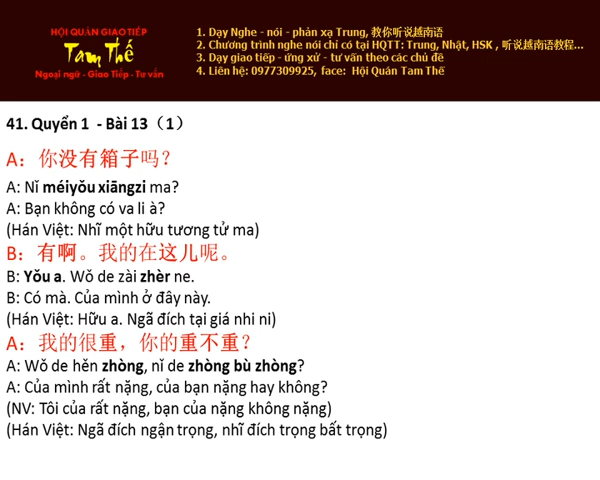 HỘI QUÁN GIAO TIẾP
Tam Thế
Ngoại ngữ - Giao Tiếp - Tư vấn
1. Dạy Nghe - nói - phản xạ Trung, 教你听说越南语
2. Chương trình nghe nói chỉ có tại HQTT: Trung, Nhật, HSK , 听说越南语教程...
3. Dạy giao tiếp - ứng xử - tư vấn theo các chủ đề
4. Liên hệ: 0977309925, face: Hội Quán Tam Thế
41. Quyển 1 - Bài 13（1）
A：你没有箱子吗？
A: Nǐ méiyǒu xiāngzi ma?
A: Bạn không có va li à?
(Hán Việt: Nhĩ một hữu tương tử ma)
B：有啊。我的在这儿呢。
B: Yǒu a. Wǒ de zài zhèr ne.
B: Có mà. Của mình ở đây này.
(Hán Việt: Hữu a. Ngã đích tại giá nhi ni)
A：我的很重，你的重不重？
A: Wǒ de hěn zhòng, nǐ de zhòng bù zhòng?
A: Của mình rất nặng, của bạn nặng hay không?
(NV: Tôi của rất nặng, bạn của nặng không nặng)
(Hán Việt: Ngã đích ngận trọng, nhĩ đích trọng bất trọng)